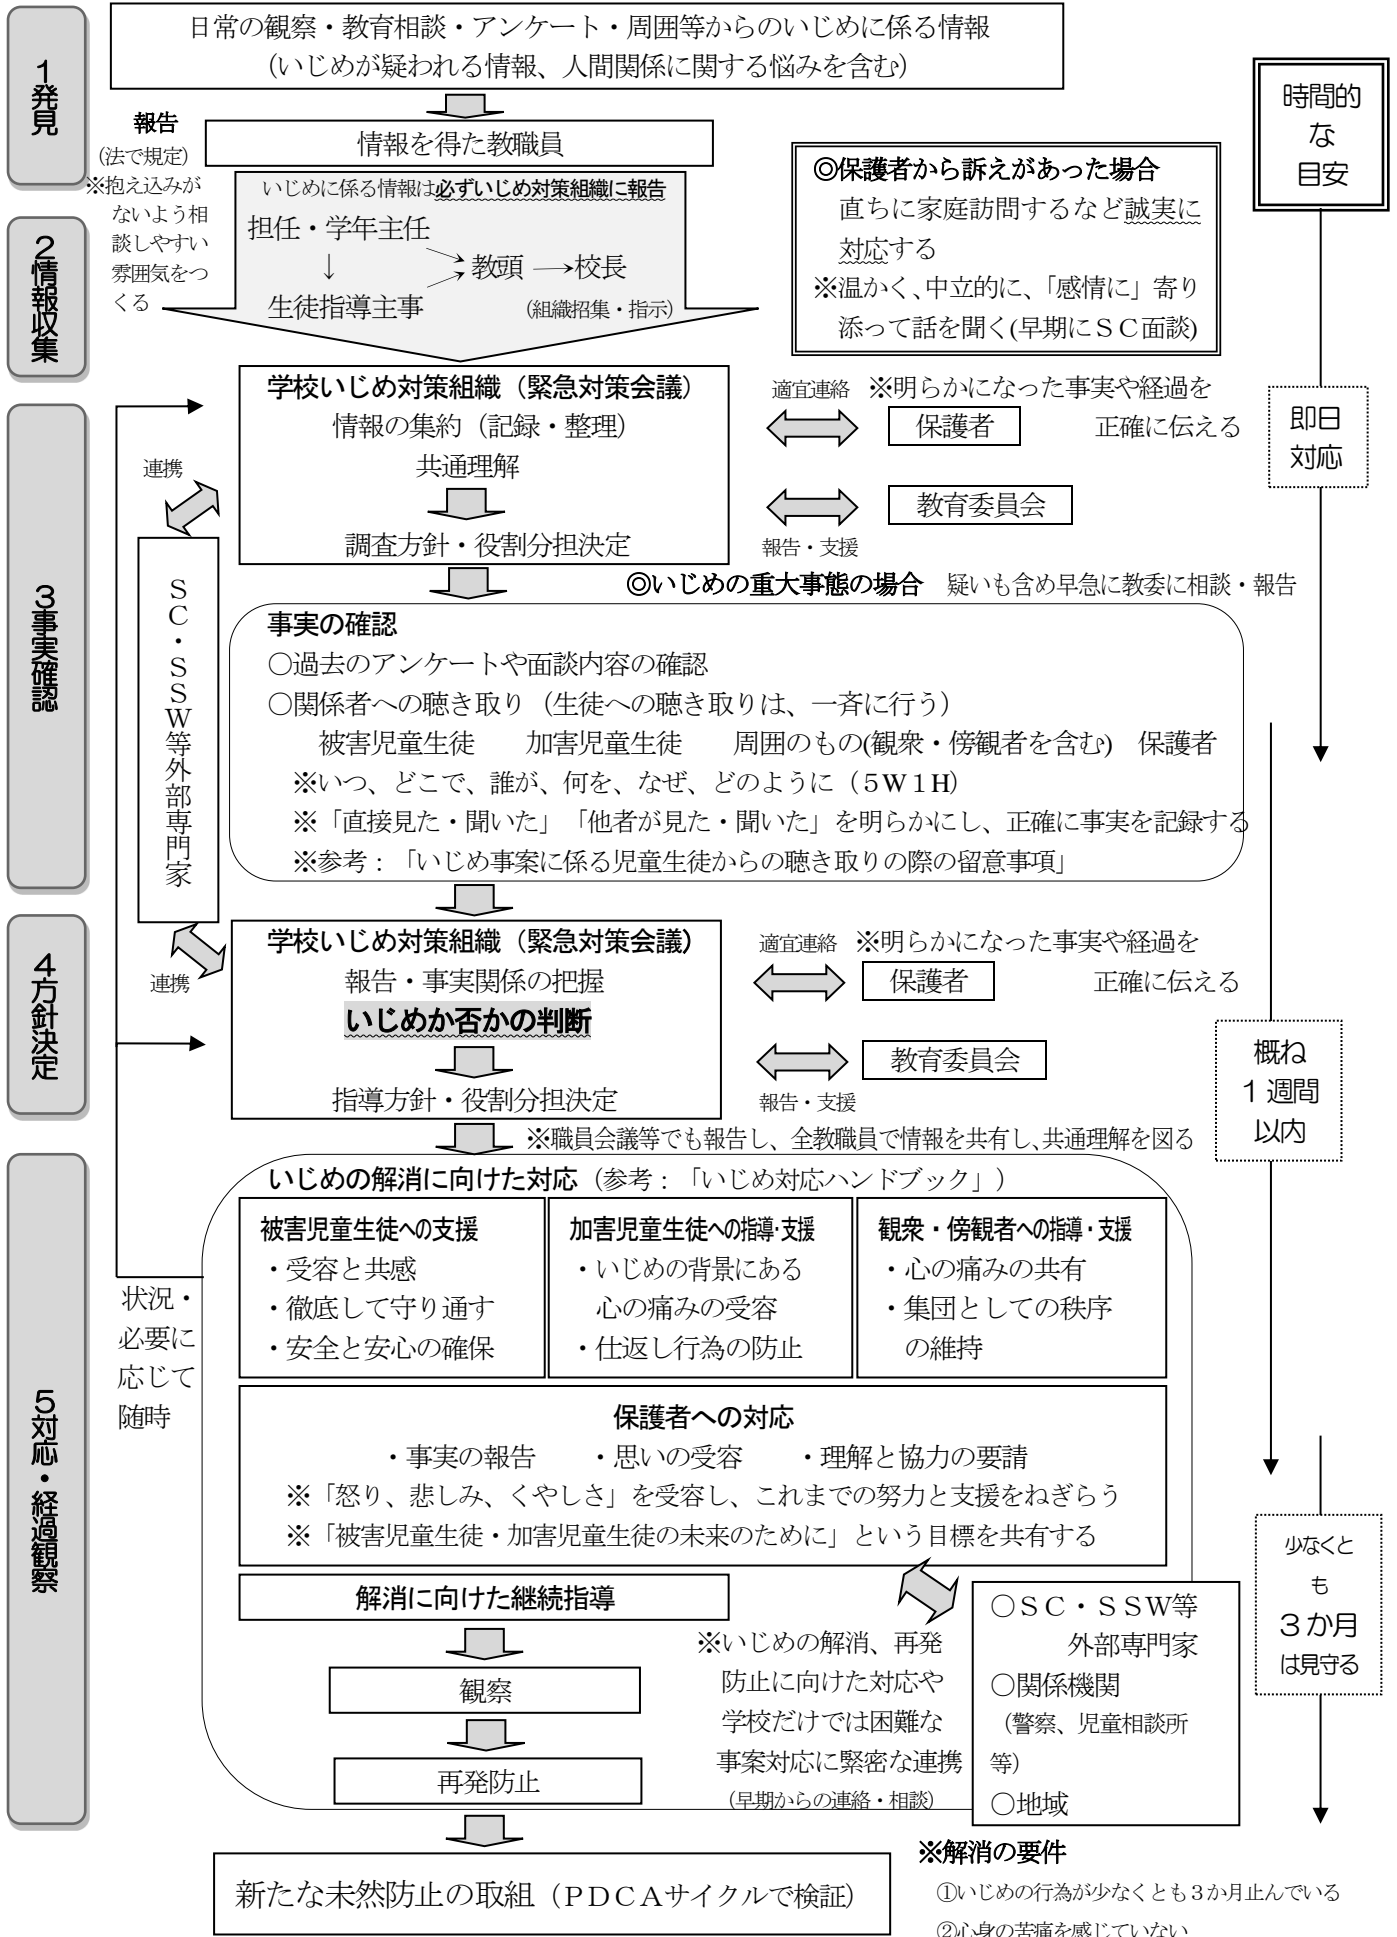 1発見
日常の観察・教育相談・アンケート・周囲等からのいじめに係る情報
（いじめが疑われる情報、人間関係に関する悩みを含む）
報告
（法で規定）
※抱え込みが
ないよう相
談しやすい
雰囲気をつ
くる
情報を得た教職員
いじめに係る情報は必ずいじめ対策組織に報告
担任・学年主任
↓
生徒指導主事
教頭 → 校長
（組織招集・指示）
◎保護者から訴えがあった場合
直ちに家庭訪問するなど誠実に
対応する
※温かく、中立的に、「感情に」寄り
添って話を聞く(早期にＳＣ面談)
時間的
な
目安
2情報収集
3事実確認
学校いじめ対策組織（緊急対策会議）
情報の集約（記録・整理）
共通理解
調査方針・役割分担決定
適宜連絡
※明らかになった事実や経過を
正確に伝える
保護者
教育委員会
報告・支援
即日
対応
連携
ＳＣ・ＳＳＷ等外部専門家
連携
◎いじめの重大事態の場合　疑いも含め早急に教委に相談・報告
事実の確認
○過去のアンケートや面談内容の確認
○関係者への聴き取り（生徒への聴き取りは、一斉に行う）
被害児童生徒　加害児童生徒　周囲のもの(観衆・傍観者を含む)　保護者
※いつ、どこで、誰が、何を、なぜ、どのように（５Ｗ１Ｈ）
※「直接見た・聞いた」「他者が見た・聞いた」を明らかにし、正確に事実を記録する
※参考：「いじめ事案に係る児童生徒からの聴き取りの際の留意事項」
4方針決定
学校いじめ対策組織（緊急対策会議）
報告・事実関係の把握
いじめか否かの判断
指導方針・役割分担決定
適宜連絡
※明らかになった事実や経過を
正確に伝える
保護者
教育委員会
報告・支援
概ね
１週間
以内
※職員会議等でも報告し、全教職員で情報を共有し、共通理解を図る
5対応・経過観察
状況・
必要に
応じて
随時
いじめの解消に向けた対応（参考：「いじめ対応ハンドブック」）
被害児童生徒への支援
・受容と共感
・徹底して守り通す
・安全と安心の確保
加害児童生徒への指導・支援
・いじめの背景にある
心の痛みの受容
・仕返し行為の防止
観衆・傍観者への指導・支援
・心の痛みの共有
・集団としての秩序
の維持
保護者への対応
・事実の報告　・思いの受容　・理解と協力の要請
※「怒り、悲しみ、くやしさ」を受容し、これまでの努力と支援をねぎらう
※「被害児童生徒・加害児童生徒の未来のために」という目標を共有する
解消に向けた継続指導
観察
再発防止
※いじめの解消、再発
防止に向けた対応や
学校だけでは困難な
事案対応に緊密な連携
（早期からの連絡・相談）
○ＳＣ・ＳＳＷ等
外部専門家
○関係機関
（警察、児童相談所
等）
○地域
少なくと
も
３か月
は見守る
新たな未然防止の取組（ＰＤＣＡサイクルで検証）
※解消の要件
①いじめの行為が少なくとも３か月止んでいる
②心身の苦痛を感じていない